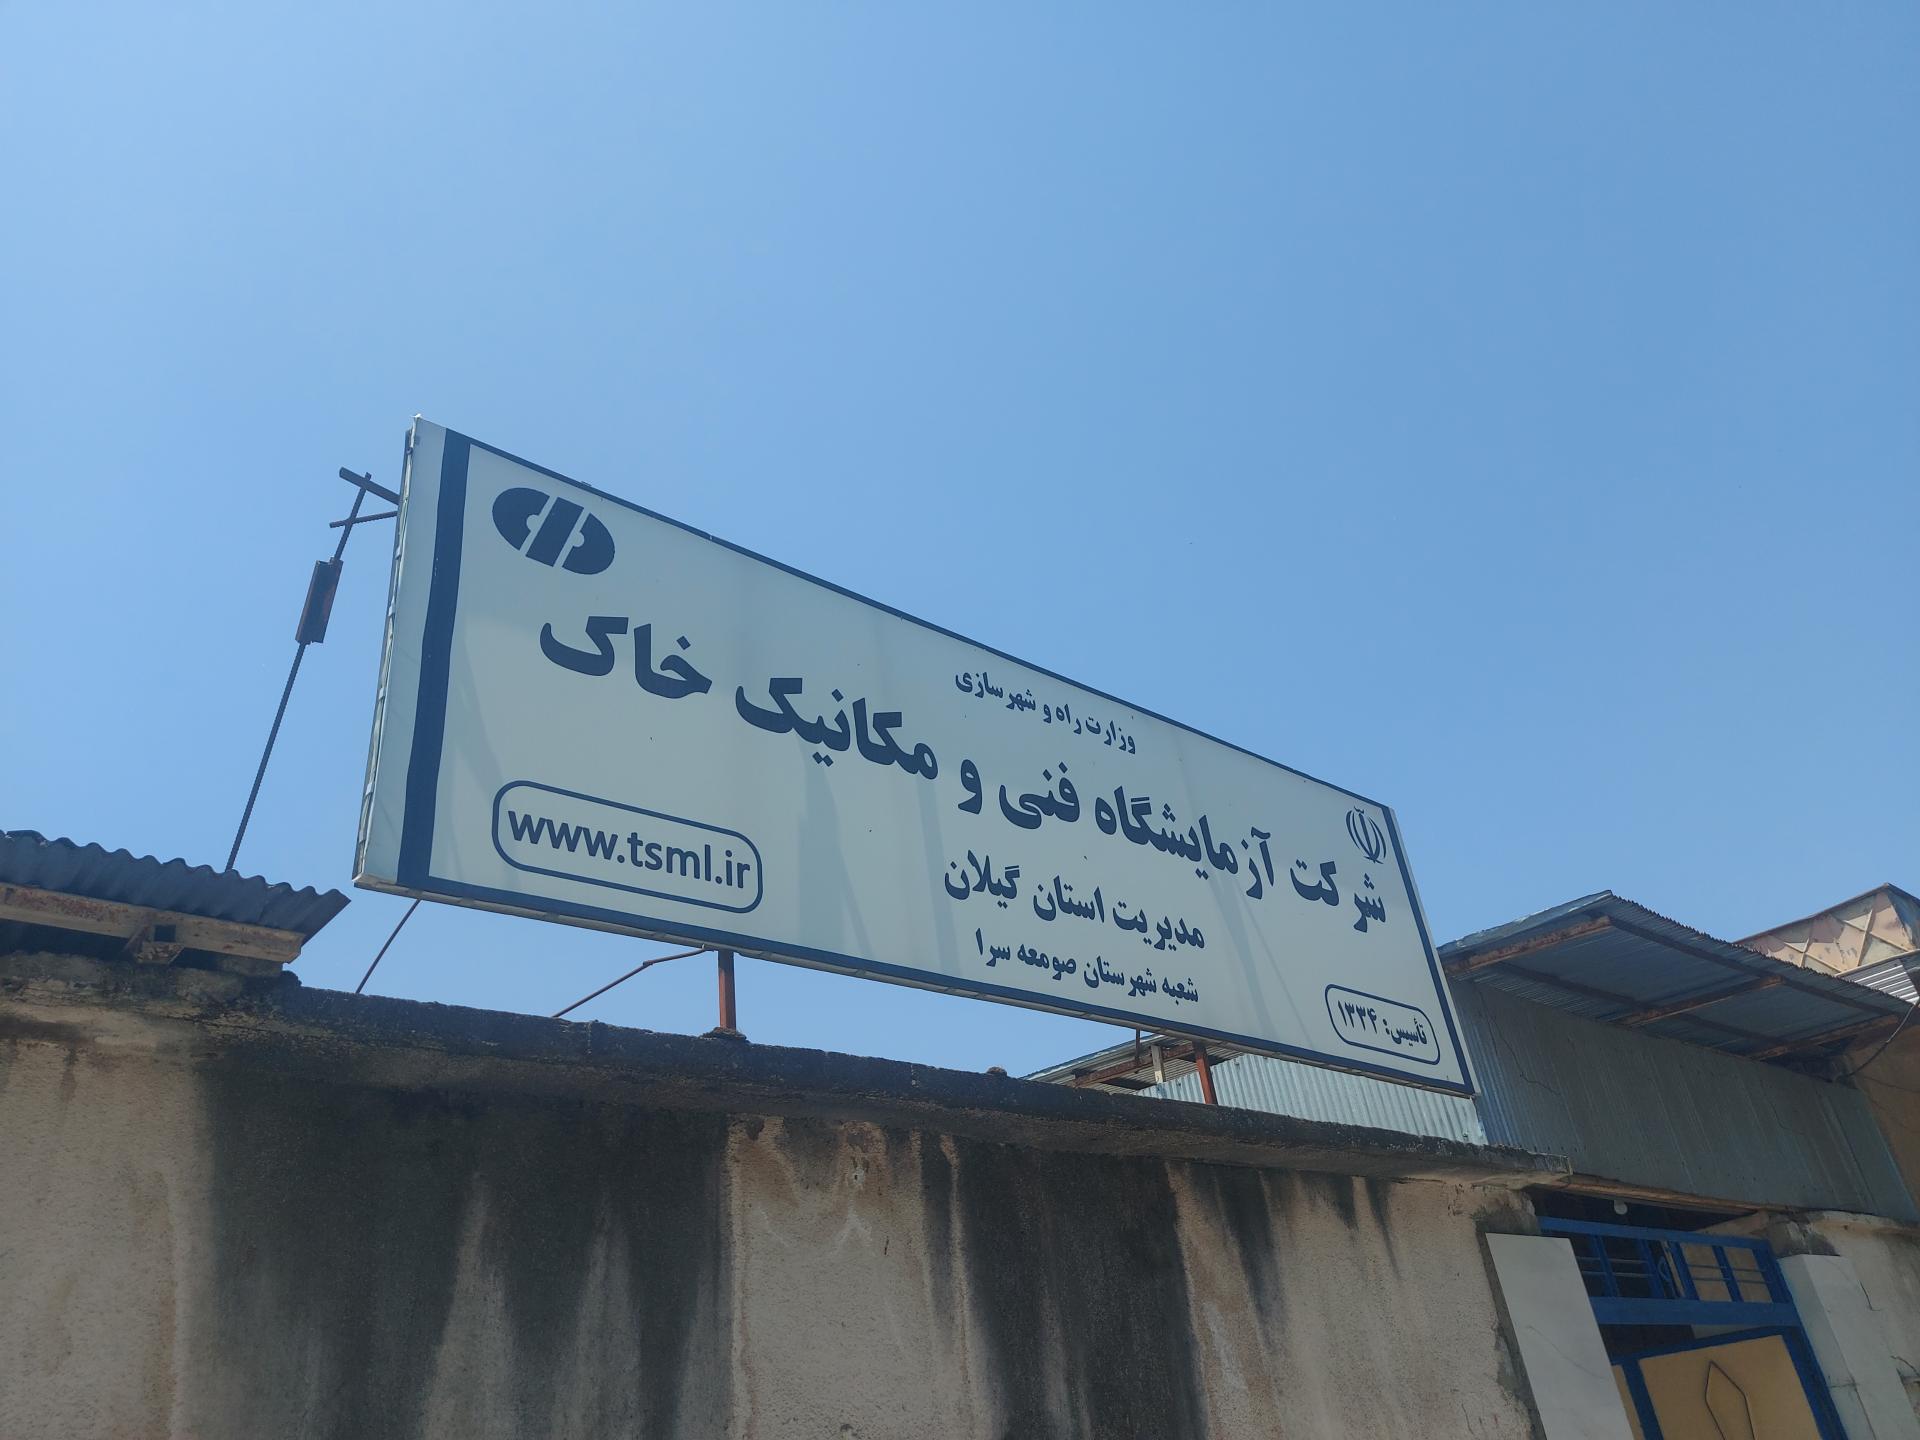 وزارت راه و شهرسازی
شرکت آزمایشگاه فنی و مکانیک خاک
مدیریت استان گیلان
شعبه شهرستان صومعه سرا
تأسیس: ۱۳۳۴
www.tsml.ir